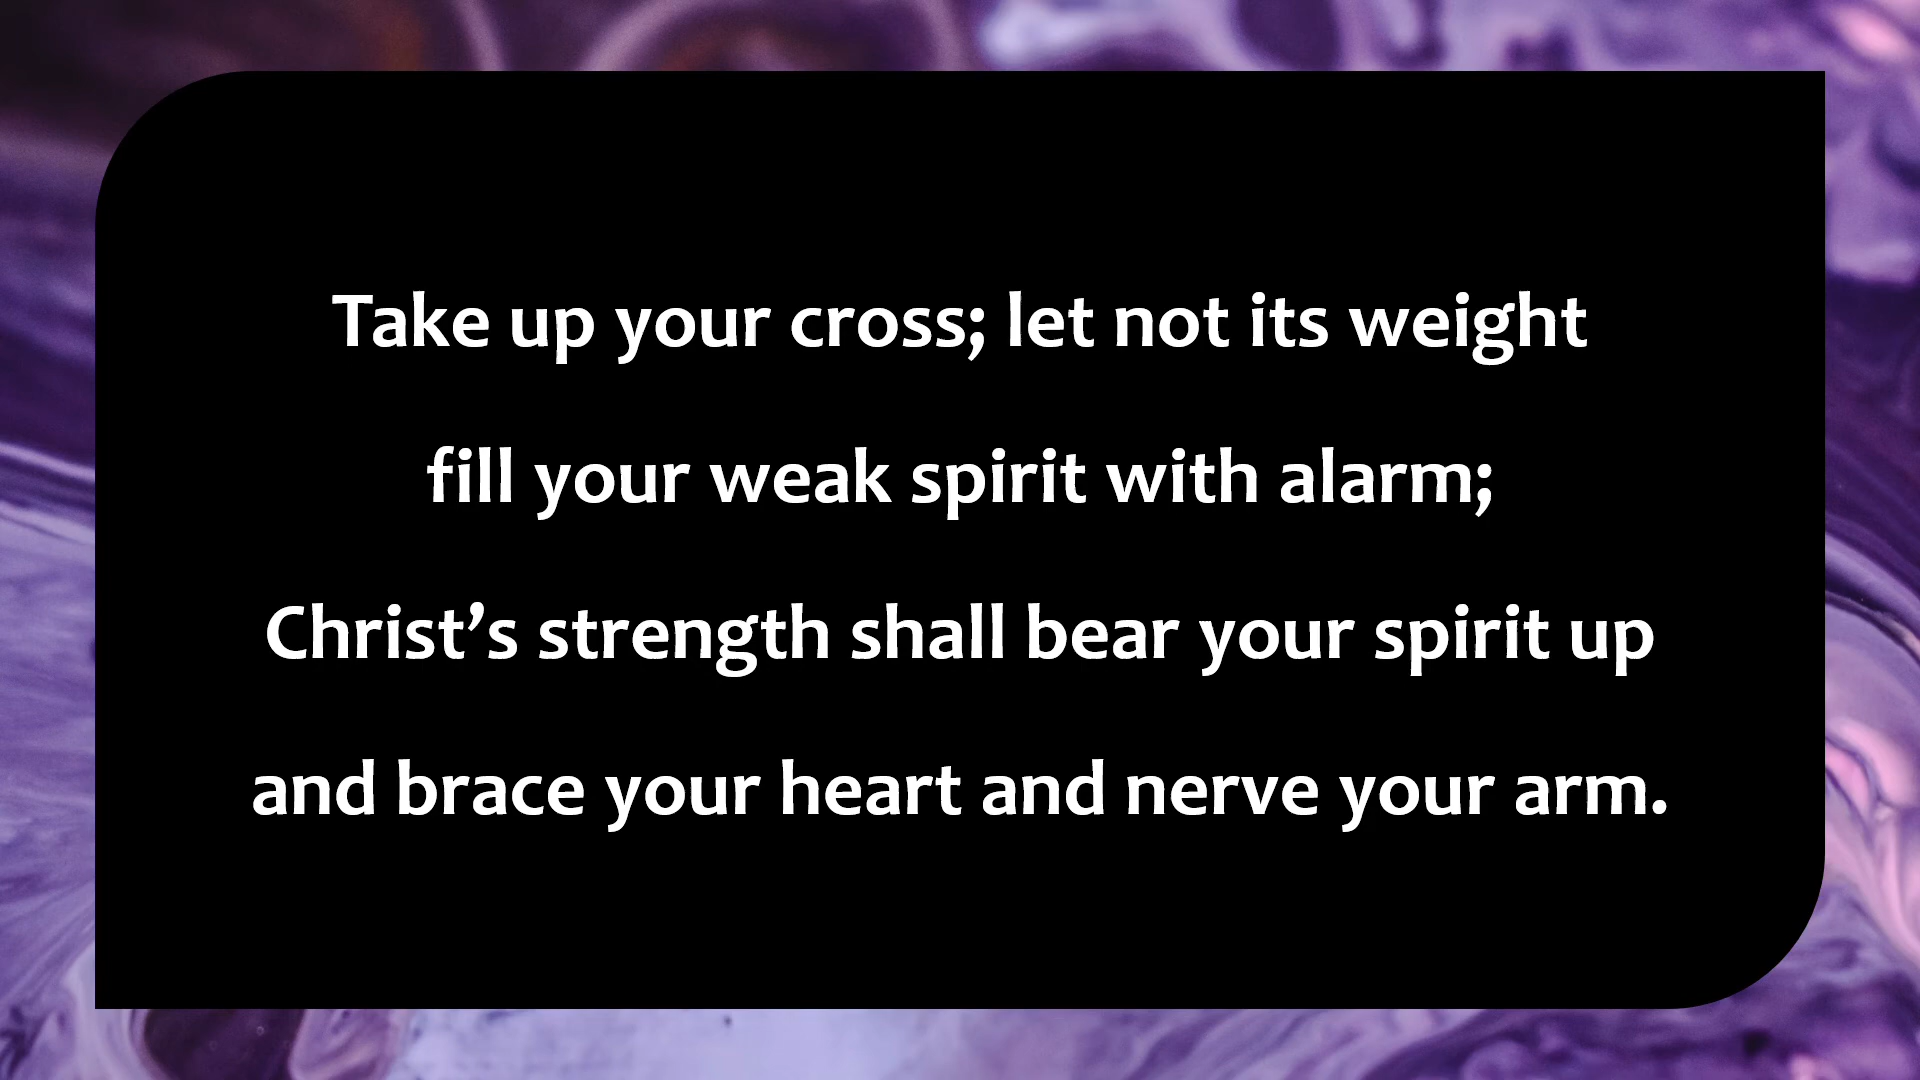 Take up your cross; let not its weight
fill your weak spirit with alarm;
Christ’s strength shall bear your spirit up
and brace your heart and nerve your arm.